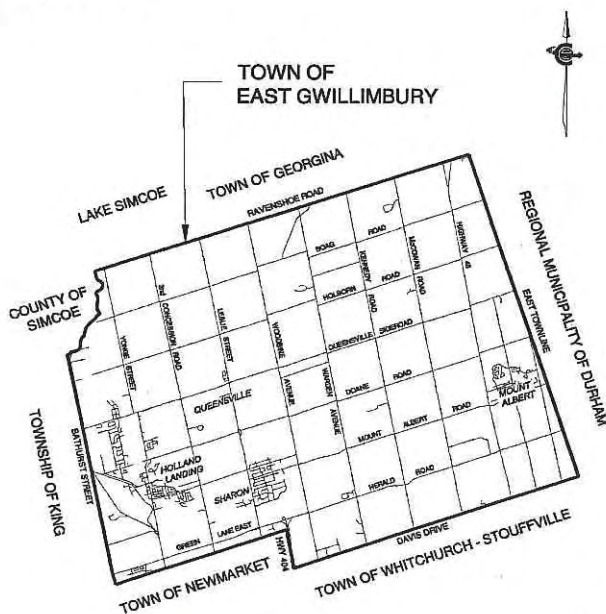 TOWN OF
EAST GWILLIMBURY
LAKE SIMCOE
TOWN OF GEORGINA
RAVENSHOE ROAD
COUNTY OF
SIMCOE
REGIONAL MUNICIPALITY OF DURHAM
BOAG ROAD
HOLBORN ROAD
KENNEDY ROAD
McCOWAN ROAD
HIGHWAY 48
EAST TOWNLINE
YONGE STREET
2nd CONCESSION ROAD
LESLIE STREET
WOODBINE AVENUE
WARDEN AVENUE
QUEENSVILLE SIDEROAD
QUEENSVILLE
DOANE ROAD
MOUNT ALBERT ROAD
MOUNT
ALBERT
TOWNSHIP OF KING
BATHURST STREET
HOLLAND
LANDING
SHARON
HERALD ROAD
GREEN LANE EAST
HWY 404
DAVIS DRIVE
TOWN OF NEWMARKET
TOWN OF WHITCHURCH - STOUFFVILLE